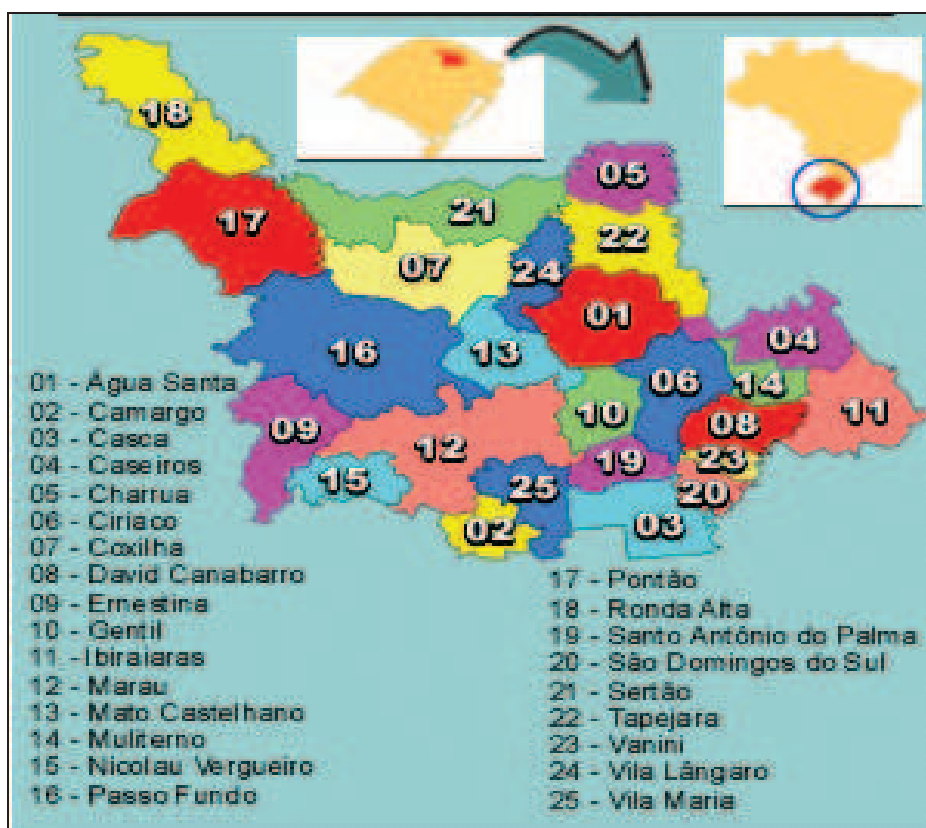 18
05
21
17
22
07
24
01
04
16
13
06
14
10
11
09
08
12
19
23
15
25
20
02
03
01 - Água Santa
02 - Camargo
03 - Casca
04 - Caseiros
05 - Charrua
06 - Ciriaco
07 - Coxilha
08 - David Canabarro
09 - Ernestina
10 - Gentil
11 -Ibiraiaras
12 - Marau
13 - Mato Castelhano
14 - Muliterno
15 - Nicolau Vergueiro
16 - Passo Fundo
17 - Pontão
18 - Ronda Alta
19 - Santo Antônio do Palma
20 - São Domingos do Sul
21 - Sertão
22 - Tapejara
23 - Vanini
24 - Vila Lângaro
25 - Vila Maria